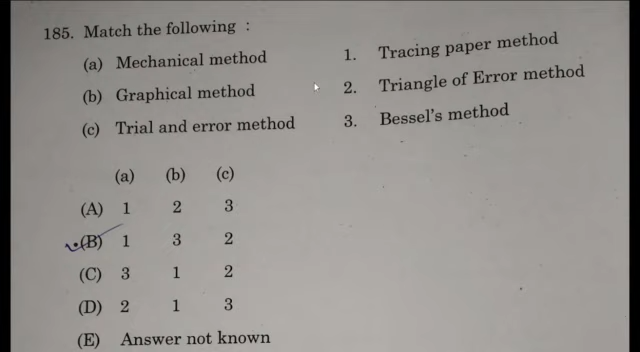 185. Match the following :
(a) Mechanical method 1. Tracing paper method
(b) Graphical method 2. Triangle of Error method
(c) Trial and error method 3. Bessel's method
(a) (b) (c)
(A) 1 2 3
(B) 1 3 2
(C) 3 1 2
(D) 2 1 3
(E) Answer not known